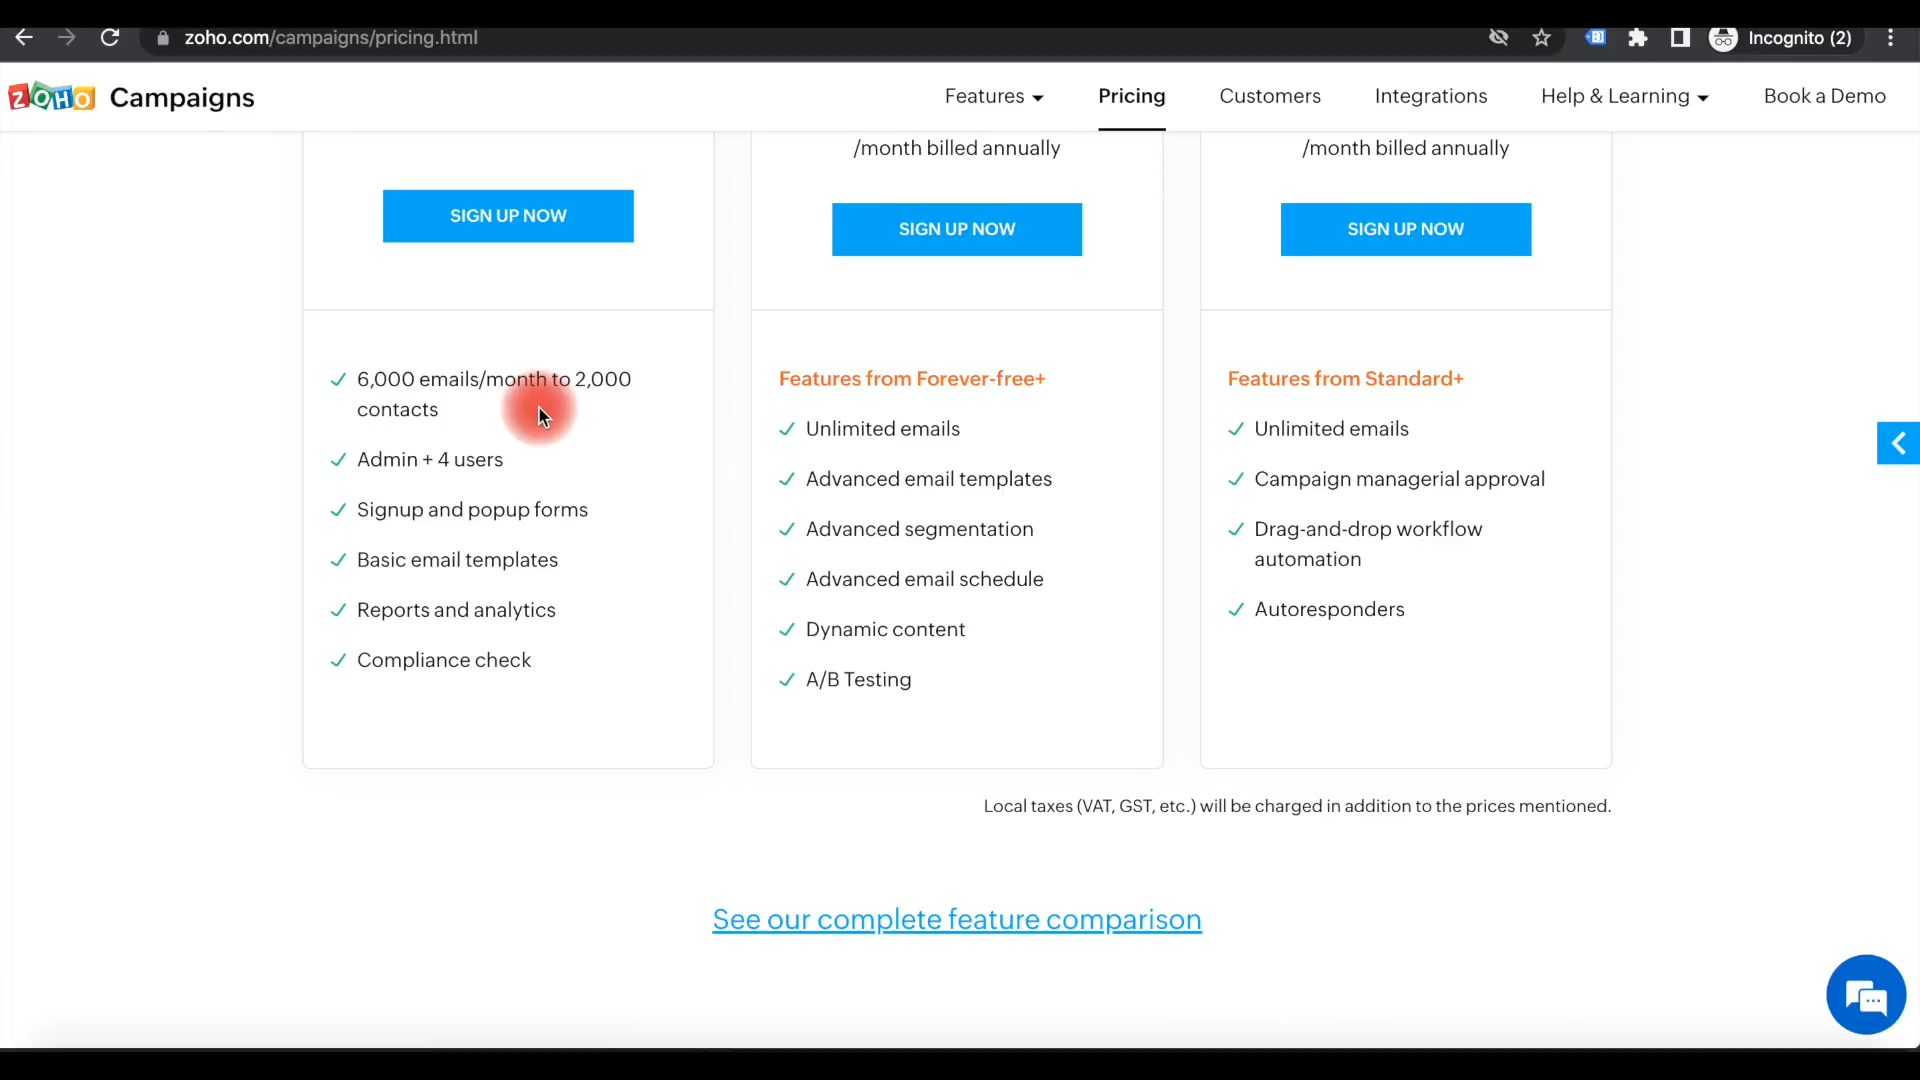 zoho.com/campaigns/pricing.html
Incognito (2)
ZOHO Campaigns
Features
Pricing
Customers
Integrations
Help & Learning
Book a Demo
SIGN UP NOW
6,000 emails/month to 2,000
contacts
Admin + 4 users
Signup and popup forms
Basic email templates
Reports and analytics
Compliance check
/month billed annually
SIGN UP NOW
Features from Forever-free+
Unlimited emails
Advanced email templates
Advanced segmentation
Advanced email schedule
Dynamic content
A/B Testing
/month billed annually
SIGN UP NOW
Features from Standard+
Unlimited emails
Campaign managerial approval
Drag-and-drop workflow
automation
Autoresponders
Local taxes (VAT, GST, etc.) will be charged in addition to the prices mentioned.
See our complete feature comparison